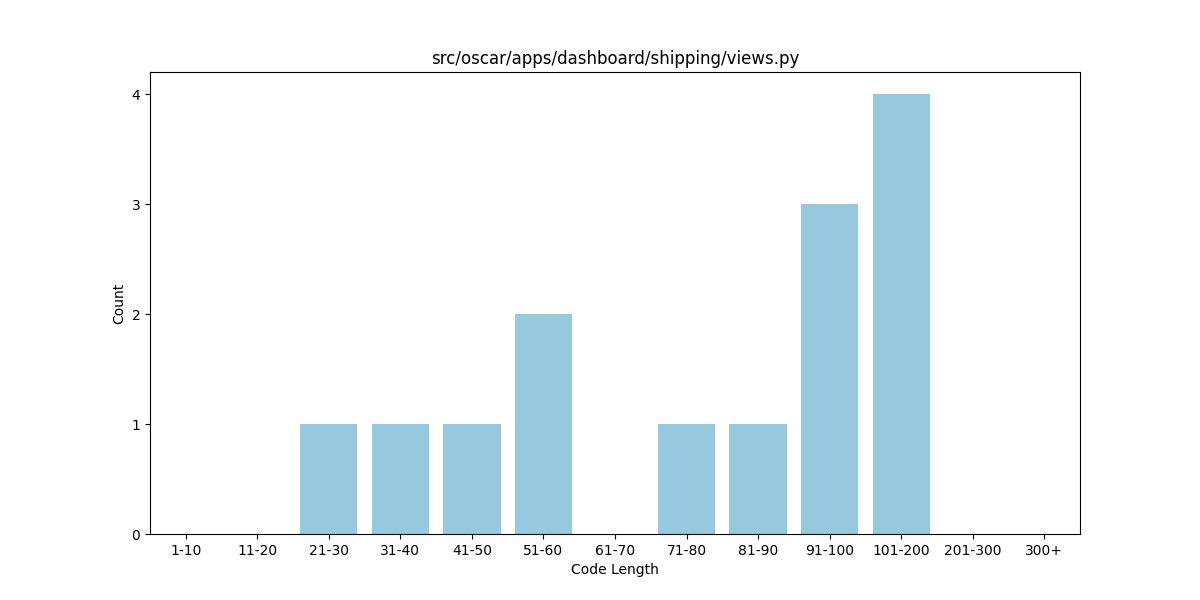 src/oscar/apps/dashboard/shipping/views.py
4
3
2
1
0
Count
1-10 11-20 21-30 31-40 41-50 51-60 61-70 71-80 81-90 91-100 101-200 201-300 300+
Code Length